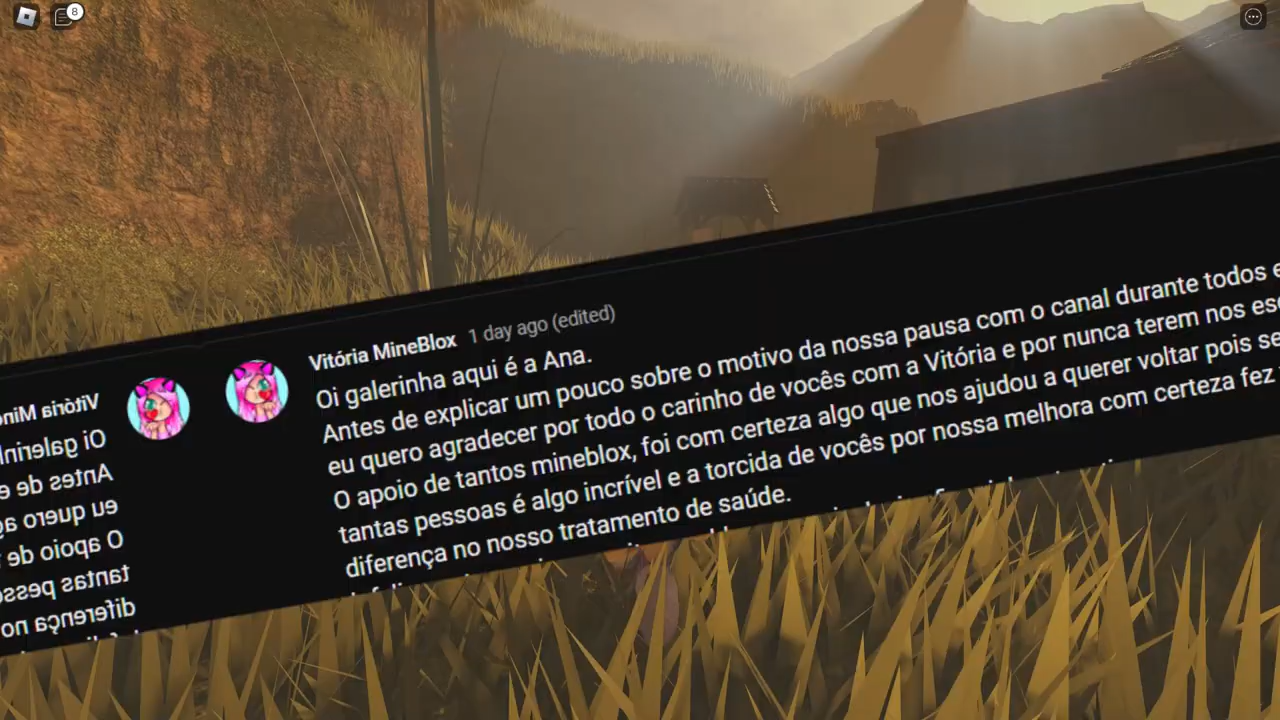 8
Vitória MineBlox 1 day ago (edited)
Oi galerinha aqui é a Ana.
Antes de explicar um pouco sobre o motivo da nossa pausa com o canal durante todos
eu quero agradecer por todo o carinho de vocês com a Vitória e por nunca terem nos
O apoio de tantos mineblox, foi com certeza algo que nos ajudou a querer voltar pois
tantas pessoas é algo incrível e a torcida de vocês por nossa melhora com certeza fez
diferença no nosso tratamento de saúde.